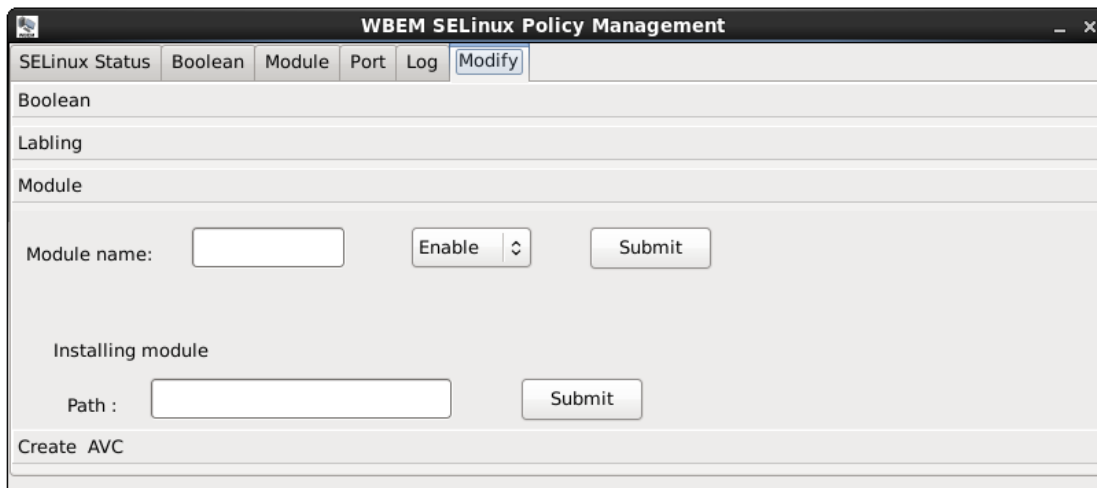 WBEM SELinux Policy Management
SELinux Status Boolean Module Port Log Modify
Boolean
Labling
Module
Module name: Enable Submit
Installing module
Path : Submit
Create AVC